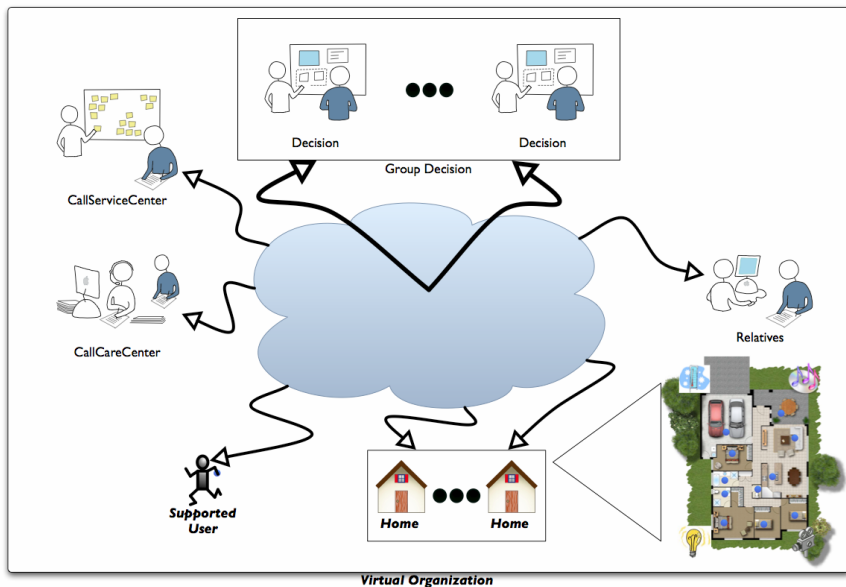 Decision
Decision
Group Decision
CallServiceCenter
CallCareCenter
Relatives
Supported
User
Home
Home
Virtual Organization